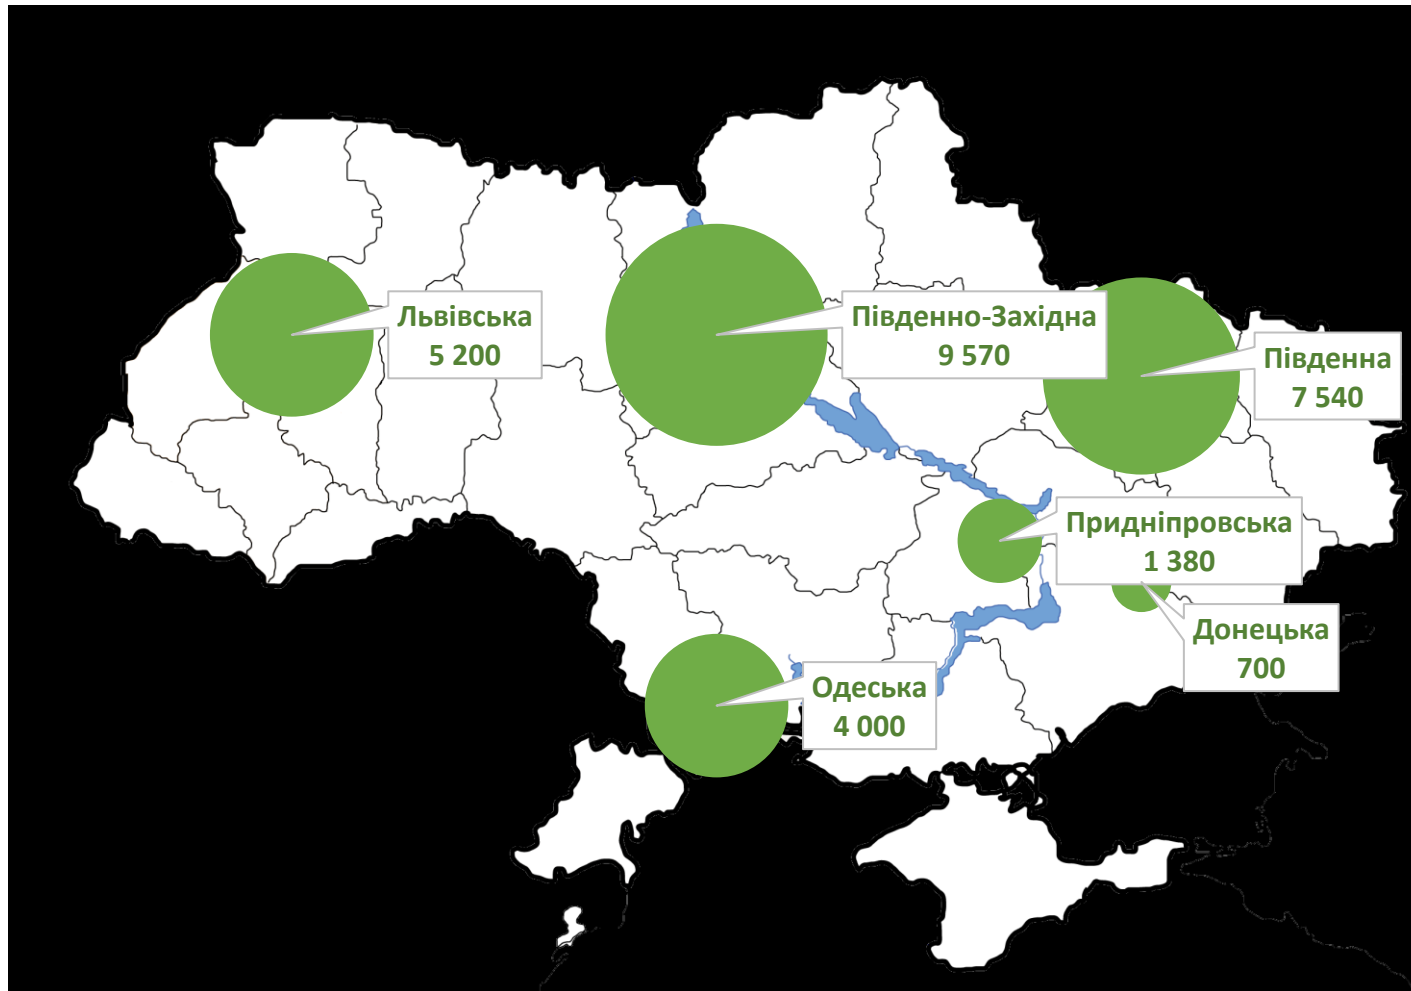 Львівська
5 200
Південно-Західна
9 570
Південна
7 540
Придніпровська
1 380
Донецька
700
Одеська
4 000